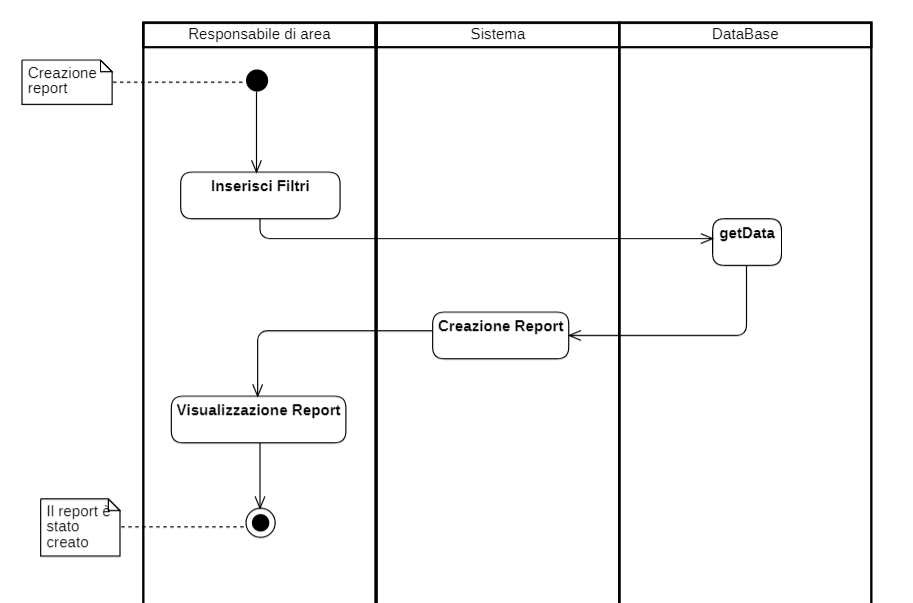 Responsabile di area
Sistema
DataBase
Creazione
report
Inserisci Filtri
getData
Creazione Report
Visualizzazione Report
Il report è
stato
creato